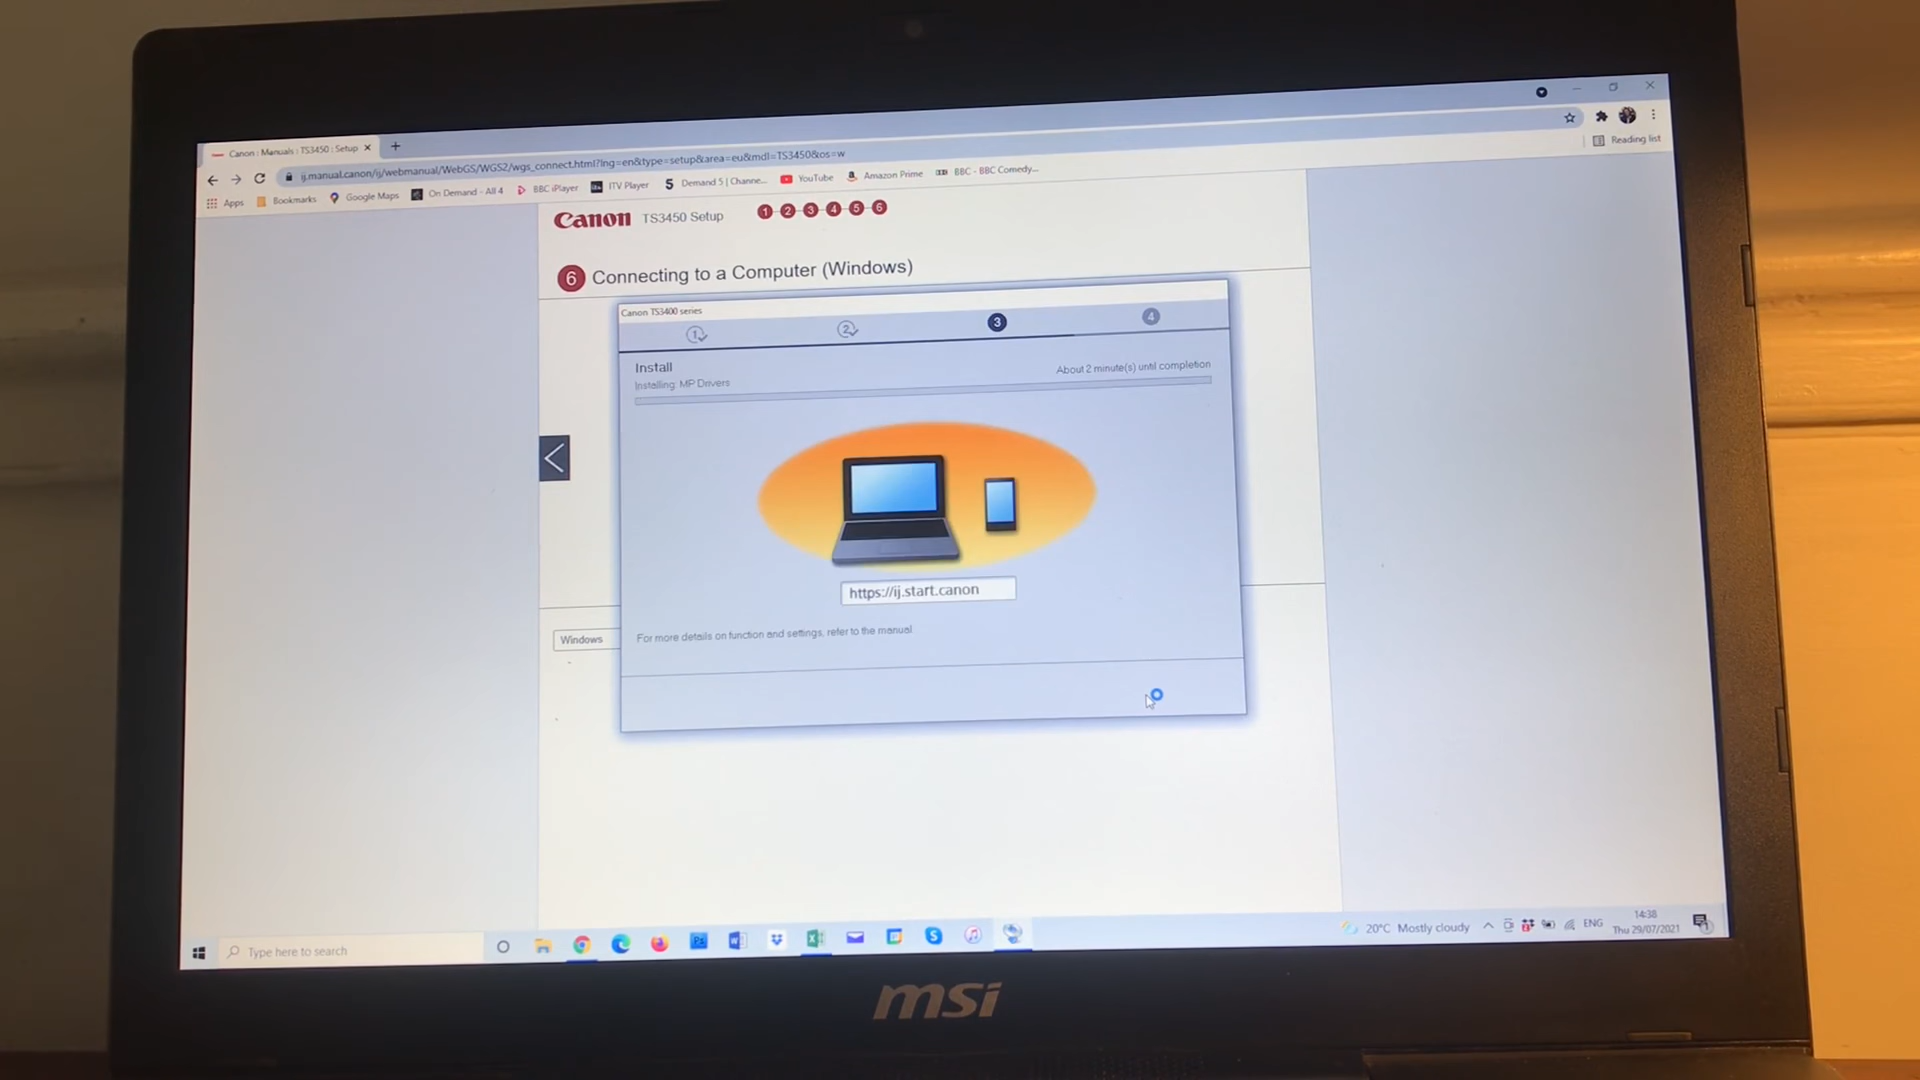 Canon : Manuals : TS3450 : Setup
ij.manual.canon/ij/webmanual/WebGS/WGS2/wgs_connect.html?lng=en&type=setup&area=eu&mdl=TS3450&os=w
Reading list
Apps Bookmarks Google Maps On Demand - All 4 BBC iPlayer ITV Player 5 Demand 5 | Channe... YouTube Amazon Prime BBC - BBC Comedy...
Canon TS3450 Setup 1 2 3 4 5 6
6 Connecting to a Computer (Windows)
Canon TS3400 series
1 2 3 4
Install
Installing: MP Drivers
About 2 minute(s) until completion
https://ij.start.canon
For more details on function and settings, refer to the manual.
Windows
Type here to search
20°C Mostly cloudy ENG
14:38
Thu 29/07/2021
msi